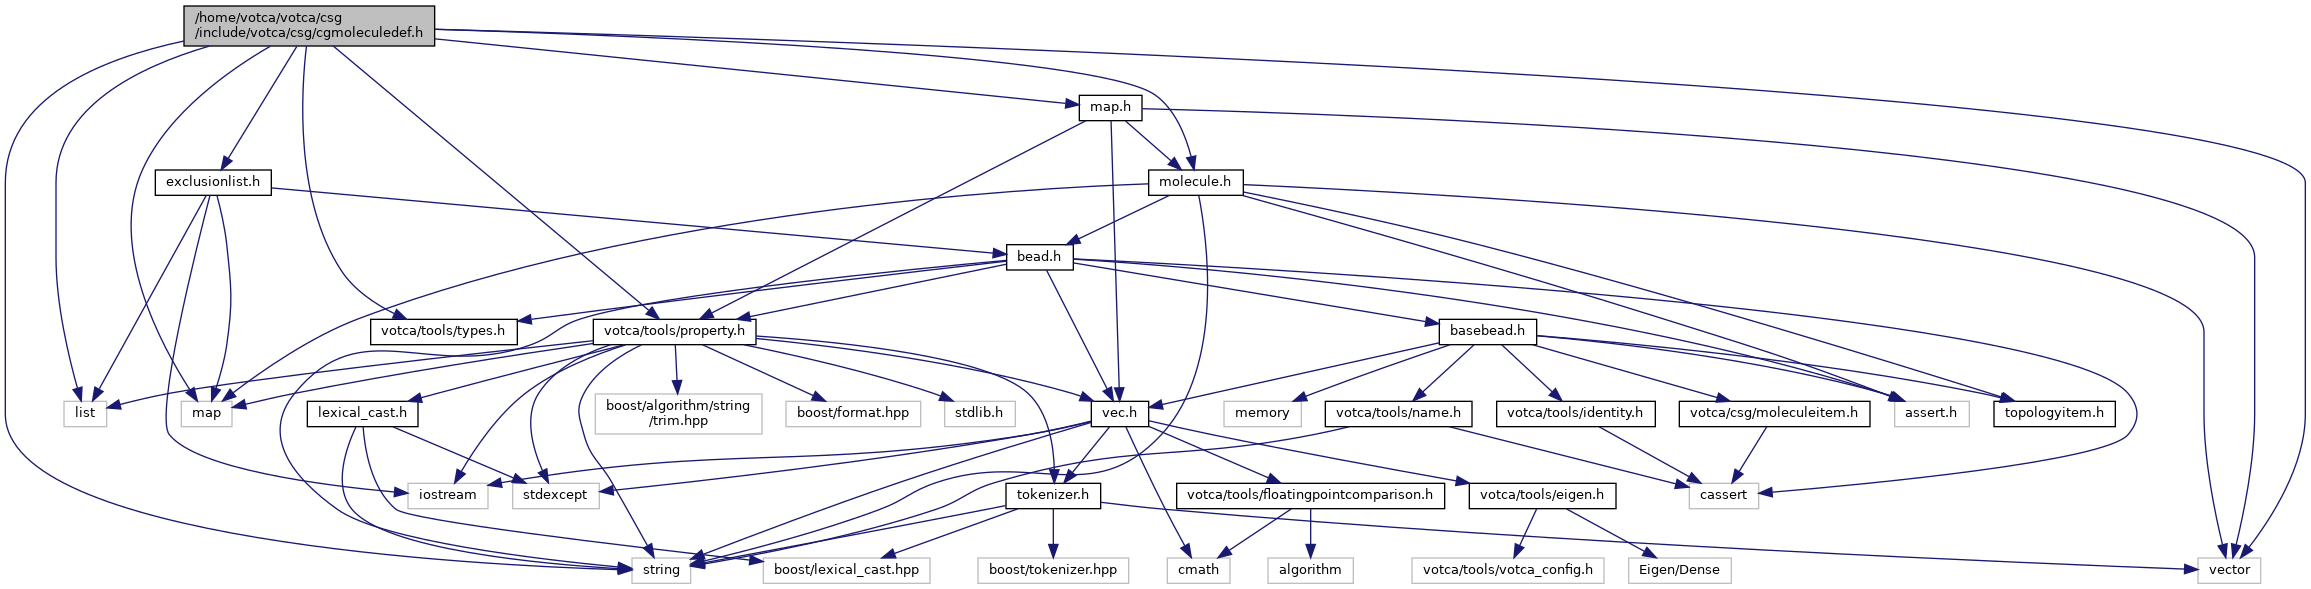 /home/votca/votca/csg
/include/votca/csg/cgmoleculedef.h
map.h
exclusionlist.h
molecule.h
bead.h
votca/tools/types.h
votca/tools/property.h
basebead.h
list
map
lexical_cast.h
boost/algorithm/string
/trim.hpp
boost/format.hpp
stdlib.h
vec.h
memory
votca/tools/name.h
votca/tools/identity.h
votca/csg/moleculeitem.h
assert.h
topologyitem.h
iostream
stdexcept
tokenizer.h
votca/tools/floatingpointcomparison.h
votca/tools/eigen.h
cassert
string
boost/lexical_cast.hpp
boost/tokenizer.hpp
cmath
algorithm
votca/tools/votca_config.h
Eigen/Dense
vector